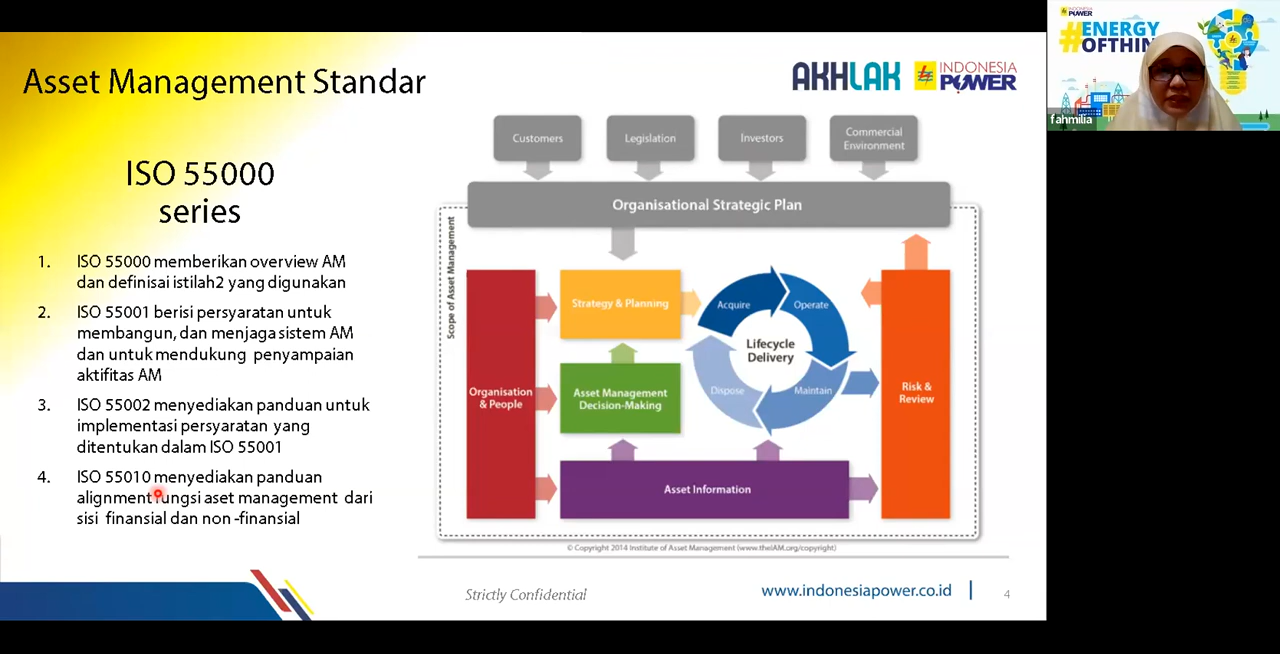 Asset Management Standar
AKHLAK
INDONESIA
POWER
ISO 55000
series
1. ISO 55000 memberikan overview AM
dan definisai istilah2 yang digunakan
2. ISO 55001 berisi persyaratan untuk
membangun, dan menjaga sistem AM
dan untuk mendukung penyampaian
aktifitas AM
3. ISO 55002 menyediakan panduan untuk
implementasi persyaratan yang
ditentukan dalam ISO 55001
4. ISO 55010 menyediakan panduan
alignment fungsi aset management dari
sisi finansial dan non -finansial
Customers
Legislation
Investors
Commercial
Environment
Organisational Strategic Plan
Scope of Asset Management
Organisation
& People
Strategy & Planning
Asset Management
Decision-Making
Acquire
Operate
Lifecycle
Delivery
Dispose
Maintain
Risk &
Review
Asset Information
© Copyright 2014 Institute of Asset Management (www.theIAM.org/copyright)
Strictly Confidential
www.indonesiapower.co.id
4
INDONESIA
POWER
#ENERGY
OFTHIN
fahmilia